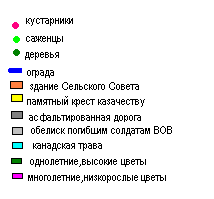 кустарники
саженцы
деревья
ограда
здание Сельского Совета
памятный крест казачеству
асфальтированная дорога
обелиск погибшим солдатам ВОВ
канадская трава
однолетние,высокие цветы
многолетние,низкорослые цветы